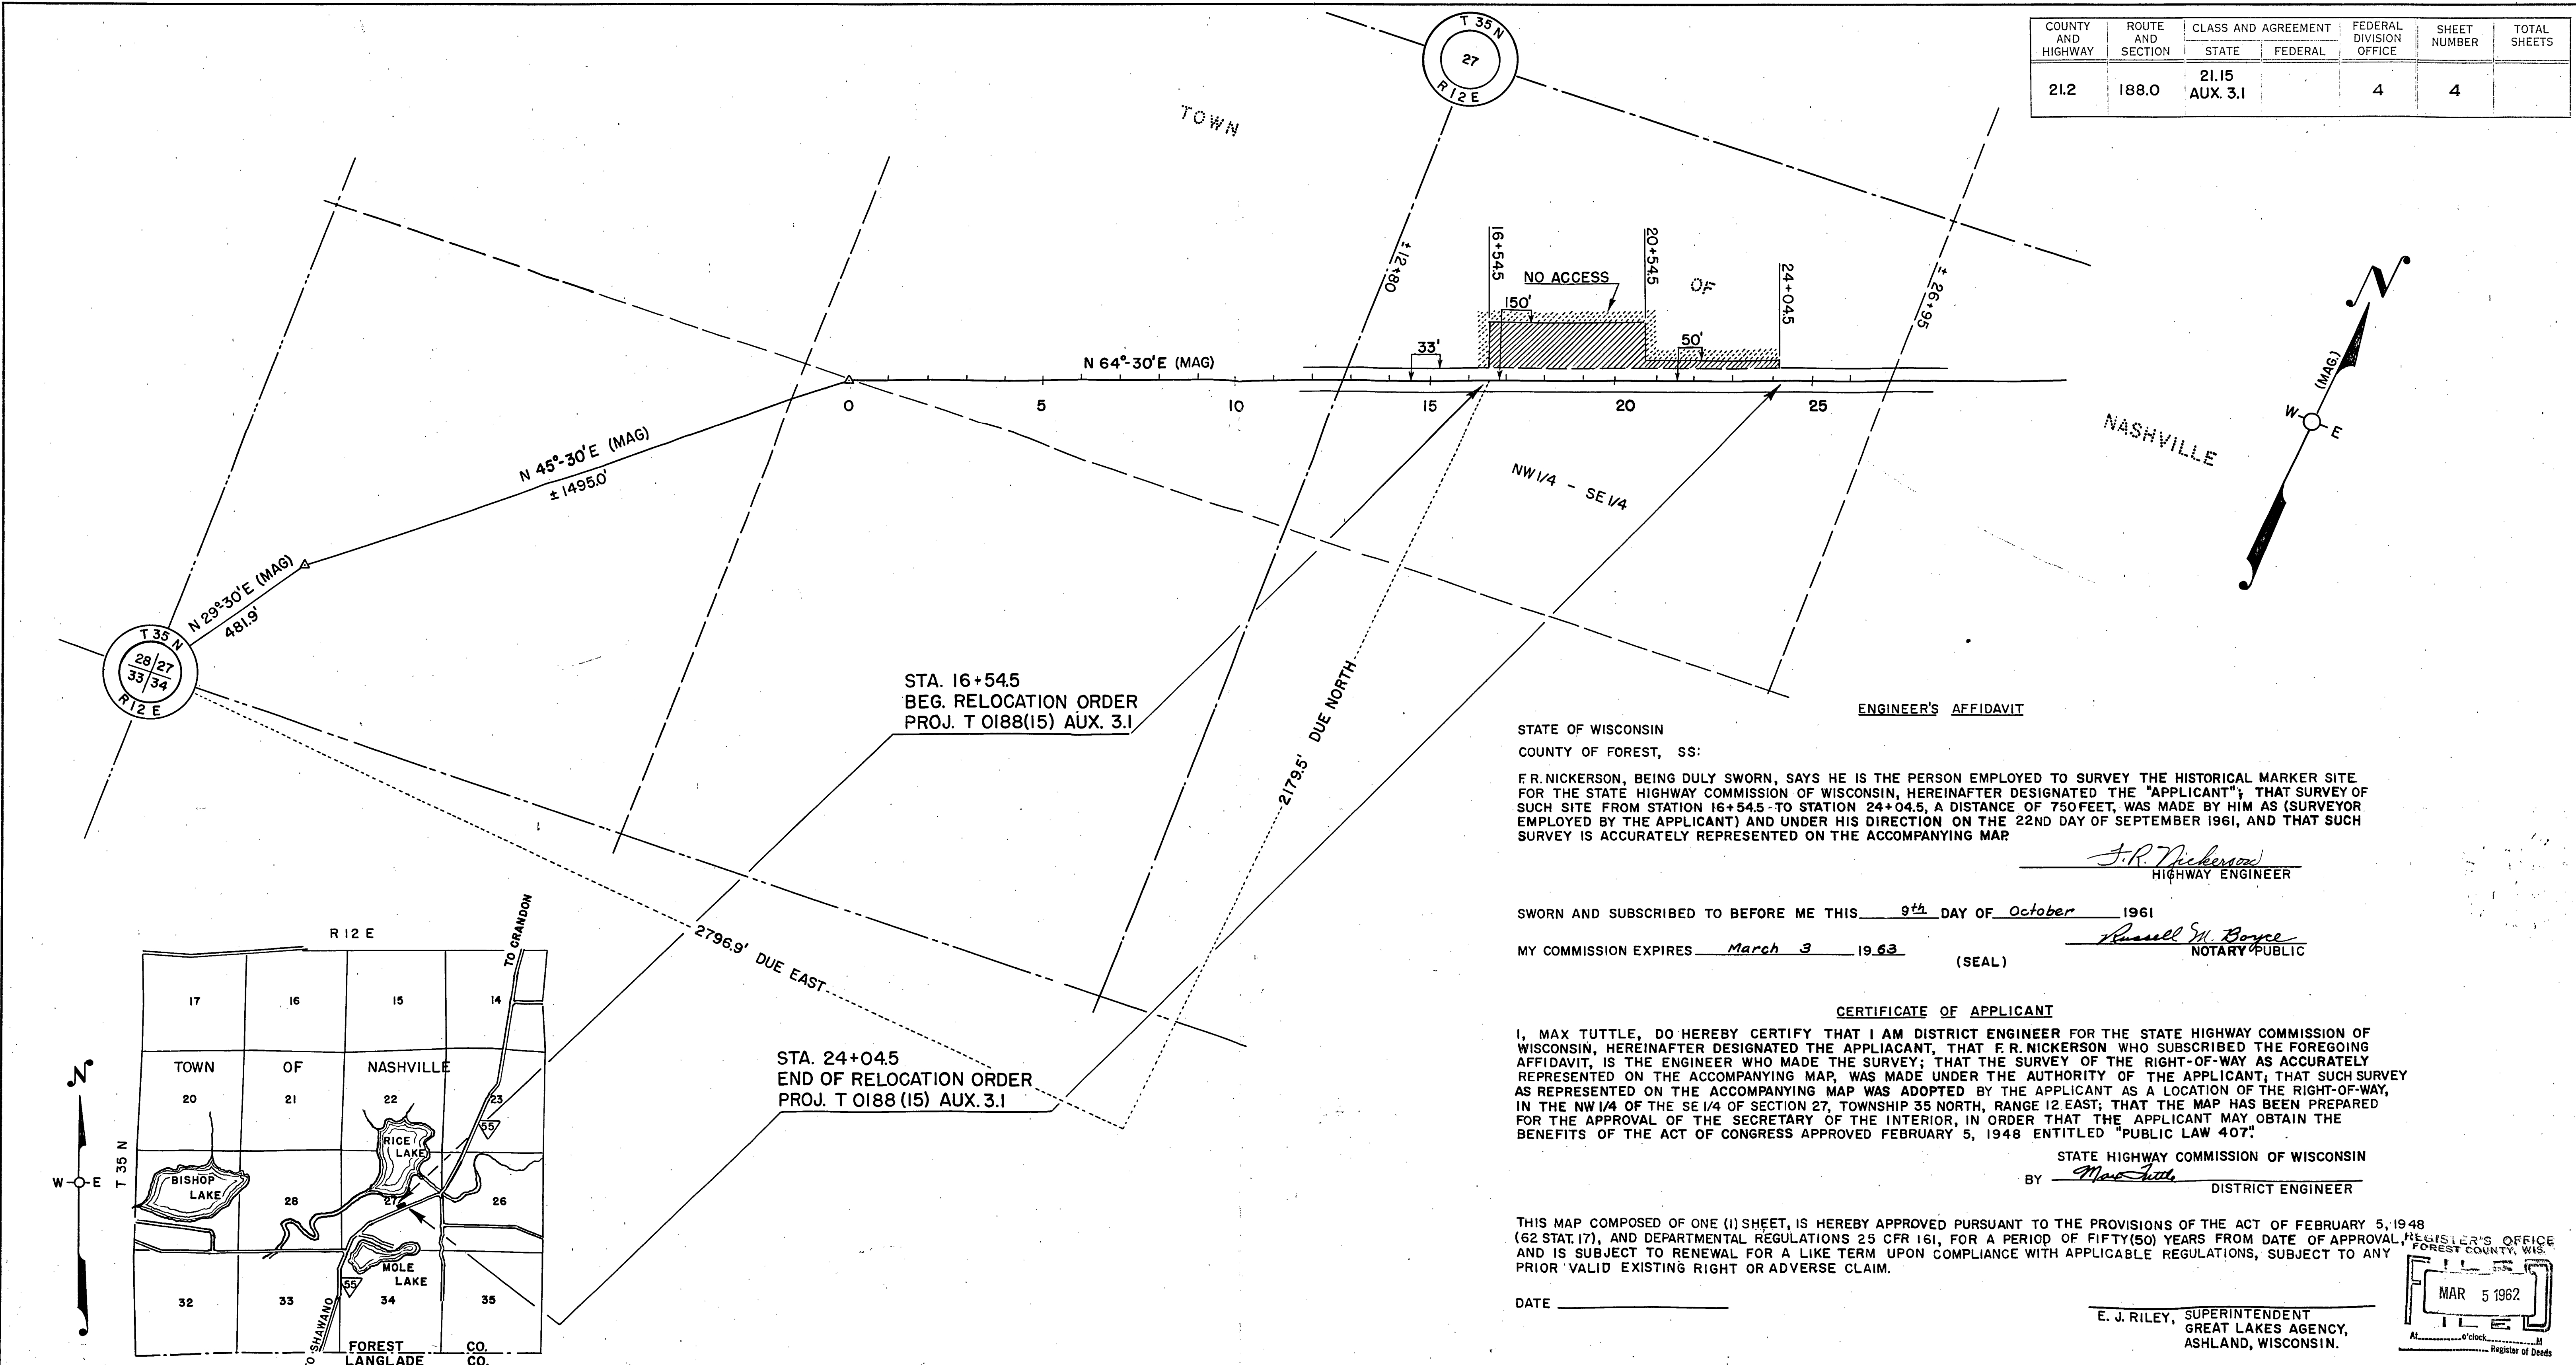 COUNTY AND HIGHWAY
ROUTE AND SECTION
CLASS AND AGREEMENT
STATE
FEDERAL
FEDERAL DIVISION OFFICE
SHEET NUMBER
TOTAL SHEETS
21.2
188.0
21.15
AUX. 3.1
4
4
T 35 N
27
R 12 E
TOWN
OF
NASHVILLE
± 12+80
16+54.5
20+54.5
24+04.5
± 26+95
NO ACCESS
150'
33'
50'
N 64°-30'E (MAG)
0
5
10
15
20
25
N 45°-30'E (MAG)
± 1495.0'
N 29°-30'E (MAG)
481.9'
T 35 N
28 27
33 34
R 12 E
NW 1/4 - SE 1/4
N
(MAG.)
W
E
2179.5' DUE NORTH
2796.9' DUE EAST
STA. 16+54.5
BEG. RELOCATION ORDER
PROJ. T 0188(15) AUX. 3.1
STA. 24+04.5
END OF RELOCATION ORDER
PROJ. T 0188 (15) AUX. 3.1
R 12 E
TO CRANDON
17
16
15
14
TOWN
OF
NASHVILLE
20
21
22
23
55
RICE
LAKE
BISHOP
LAKE
28
27
26
MOLE
LAKE
55
32
33
34
35
TO SHAWANO
FOREST CO.
LANGLADE CO.
T 35 N
N
W
E
ENGINEER'S AFFIDAVIT
STATE OF WISCONSIN
COUNTY OF FOREST, SS:
F. R. NICKERSON, BEING DULY SWORN, SAYS HE IS THE PERSON EMPLOYED TO SURVEY THE HISTORICAL MARKER SITE
FOR THE STATE HIGHWAY COMMISSION OF WISCONSIN, HEREINAFTER DESIGNATED THE "APPLICANT"; THAT SURVEY OF
SUCH SITE FROM STATION 16+54.5 TO STATION 24+04.5, A DISTANCE OF 750 FEET, WAS MADE BY HIM AS (SURVEYOR
EMPLOYED BY THE APPLICANT) AND UNDER HIS DIRECTION ON THE 22ND DAY OF SEPTEMBER 1961, AND THAT SUCH
SURVEY IS ACCURATELY REPRESENTED ON THE ACCOMPANYING MAP.
F. R. Nickerson
HIGHWAY ENGINEER
SWORN AND SUBSCRIBED TO BEFORE ME THIS 9th DAY OF October 1961
Russell M. Boyce
MY COMMISSION EXPIRES March 3 1963
NOTARY PUBLIC
(SEAL)
CERTIFICATE OF APPLICANT
I, MAX TUTTLE, DO HEREBY CERTIFY THAT I AM DISTRICT ENGINEER FOR THE STATE HIGHWAY COMMISSION OF
WISCONSIN, HEREINAFTER DESIGNATED THE APPLIACANT, THAT F. R. NICKERSON WHO SUBSCRIBED THE FOREGOING
AFFIDAVIT, IS THE ENGINEER WHO MADE THE SURVEY; THAT THE SURVEY OF THE RIGHT-OF-WAY AS ACCURATELY
REPRESENTED ON THE ACCOMPANYING MAP, WAS MADE UNDER THE AUTHORITY OF THE APPLICANT; THAT SUCH SURVEY
AS REPRESENTED ON THE ACCOMPANYING MAP WAS ADOPTED BY THE APPLICANT AS A LOCATION OF THE RIGHT-OF-WAY,
IN THE NW 1/4 OF THE SE 1/4 OF SECTION 27, TOWNSHIP 35 NORTH, RANGE 12 EAST; THAT THE MAP HAS BEEN PREPARED
FOR THE APPROVAL OF THE SECRETARY OF THE INTERIOR, IN ORDER THAT THE APPLICANT MAY OBTAIN THE
BENEFITS OF THE ACT OF CONGRESS APPROVED FEBRUARY 5, 1948 ENTITLED "PUBLIC LAW 407".
STATE HIGHWAY COMMISSION OF WISCONSIN
BY Max Tuttle
DISTRICT ENGINEER
THIS MAP COMPOSED OF ONE (1) SHEET, IS HEREBY APPROVED PURSUANT TO THE PROVISIONS OF THE ACT OF FEBRUARY 5, 1948
(62 STAT. 17), AND DEPARTMENTAL REGULATIONS 25 CFR 161, FOR A PERIOD OF FIFTY (50) YEARS FROM DATE OF APPROVAL,
AND IS SUBJECT TO RENEWAL FOR A LIKE TERM UPON COMPLIANCE WITH APPLICABLE REGULATIONS, SUBJECT TO ANY
PRIOR VALID EXISTING RIGHT OR ADVERSE CLAIM.
DATE
E. J. RILEY, SUPERINTENDENT
GREAT LAKES AGENCY,
ASHLAND, WISCONSIN.
REGISTER'S OFFICE
FOREST COUNTY, WIS.
FILED
MAR 5 1962
FILED
At o'clock M
Register of Deeds